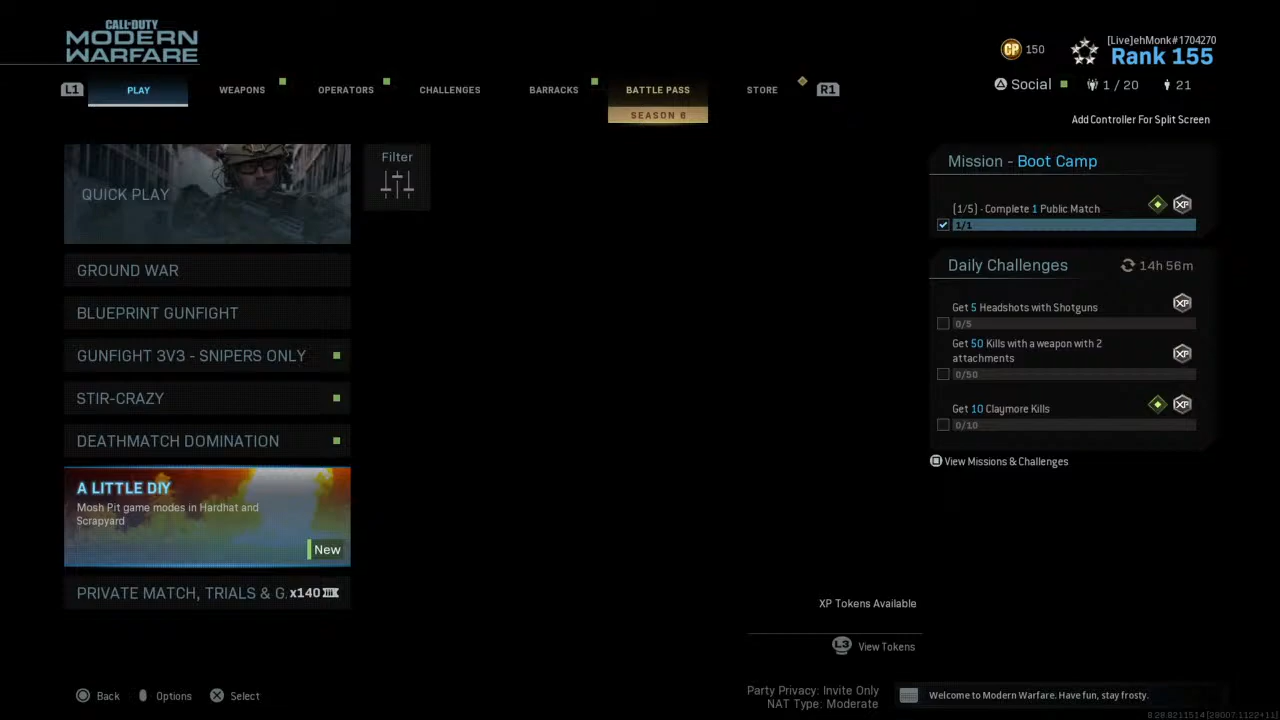 CALL OF DUTY
MODERN
WARFARE
CP 150
[Live]ehMonk#1704270
Rank 155
L1 PLAY WEAPONS OPERATORS CHALLENGES BARRACKS BATTLE PASS STORE R1
SEASON 6
Social 1 / 20 21
Add Controller For Split Screen
QUICK PLAY
Filter
GROUND WAR
BLUEPRINT GUNFIGHT
GUNFIGHT 3V3 - SNIPERS ONLY
STIR-CRAZY
DEATHMATCH DOMINATION
A LITTLE DIY
Mosh Pit game modes in Hardhat and
Scrapyard
New
PRIVATE MATCH, TRIALS & G. x140
Mission - Boot Camp
[1/5] - Complete 1 Public Match XP
1/1
Daily Challenges 14h 56m
Get 5 Headshots with Shotguns XP
0/5
Get 50 Kills with a weapon with 2
attachments XP
0/50
Get 10 Claymore Kills XP
0/10
View Missions & Challenges
XP Tokens Available
L3 View Tokens
Back Options Select
Party Privacy: Invite Only
NAT Type: Moderate
Welcome to Modern Warfare. Have fun, stay frosty.